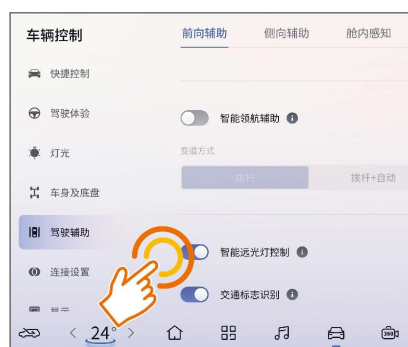 车辆控制
前向辅助 侧向辅助 舱内感知
快捷控制
驾驶体验
智能领航辅助
灯光
变道方式
拨杆 拨杆+自动
车身及底盘
驾驶辅助
智能远光灯控制
连接设置
交通标志识别
< 24° >
360